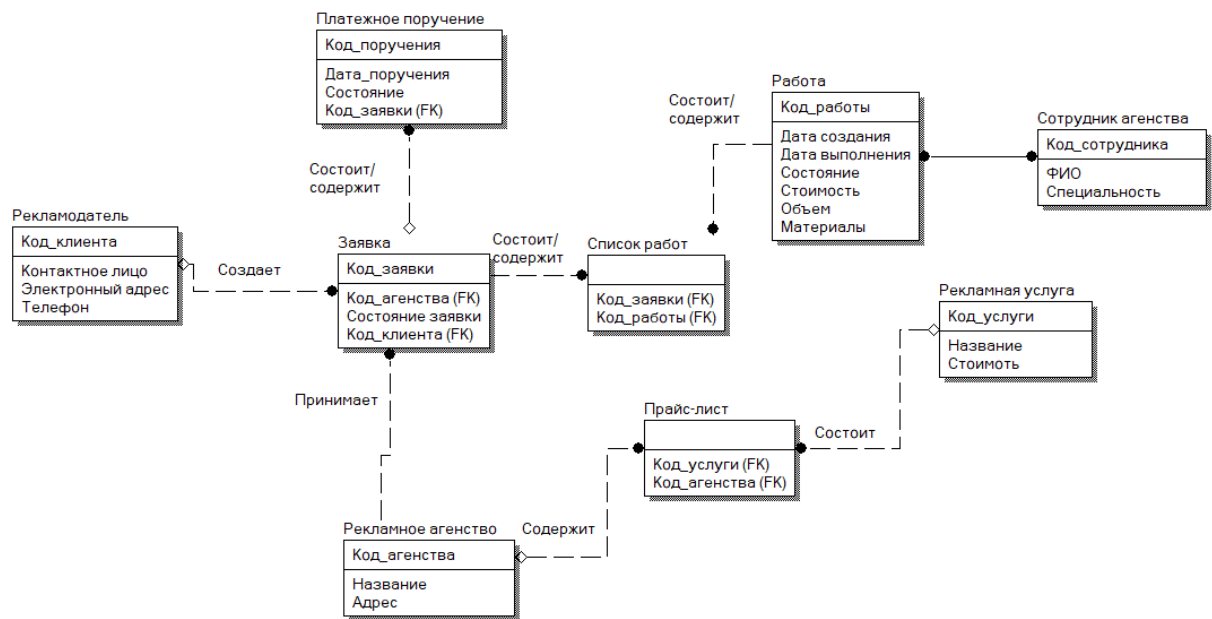 Платежное поручение
Код_поручения
Дата_поручения
Состояние
Код_заявки (FK)
Состоит/
содержит
Рекламодатель
Код_клиента
Контактное лицо
Электронный адрес
Телефон
Создает
Заявка
Код_заявки
Код_агенства (FK)
Состояние заявки
Код_клиента (FK)
Состоит/
содержит
Список работ
Код_заявки (FK)
Код_работы (FK)
Состоит/
содержит
Работа
Код_работы
Дата создания
Дата выполнения
Состояние
Стоимость
Объем
Материалы
Сотрудник агенства
Код_сотрудника
ФИО
Специальность
Рекламная услуга
Код_услуги
Название
Стоимоть
Принимает
Прайс-лист
Код_услуги (FK)
Код_агенства (FK)
Состоит
Рекламное агенство
Код_агенства
Название
Адрес
Содержит